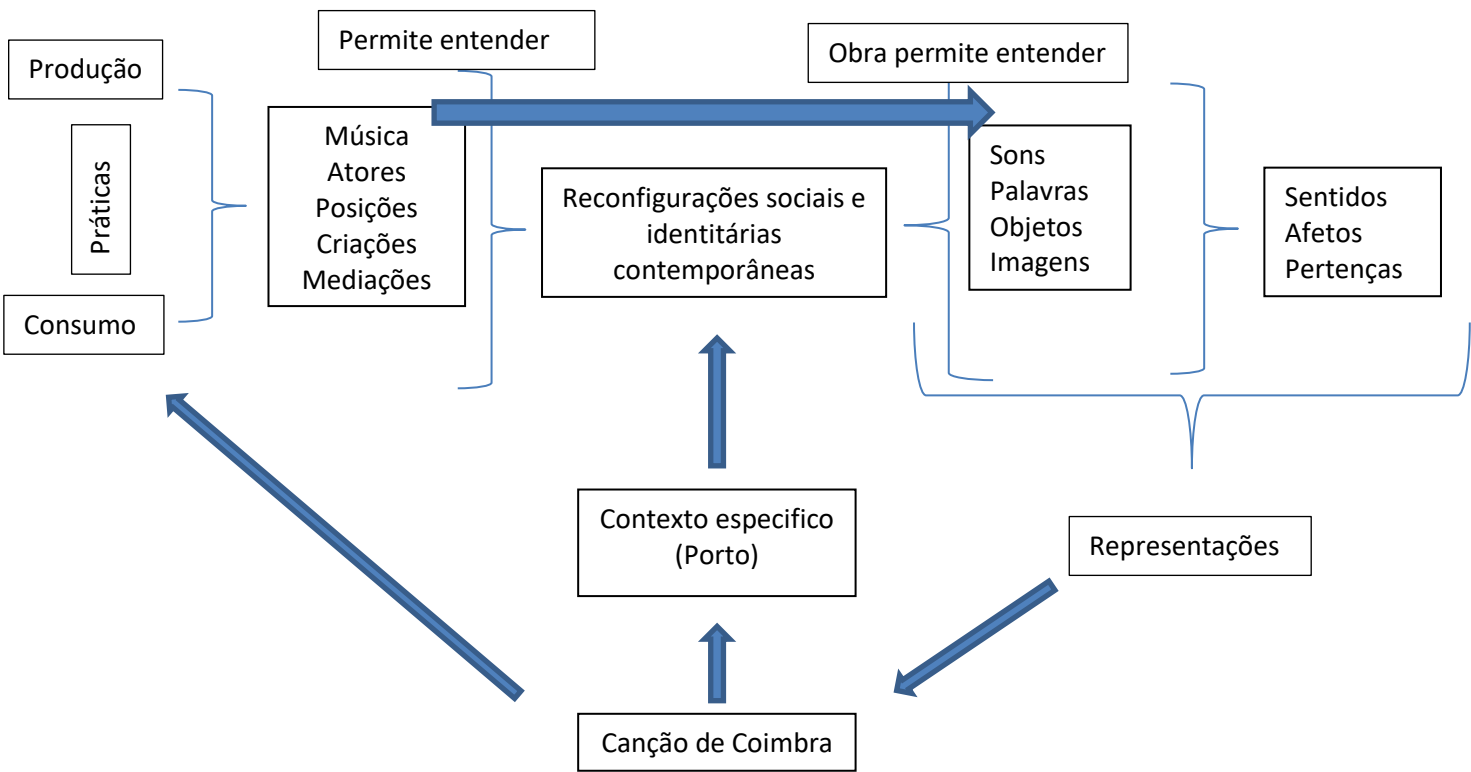 Permite entender
Obra permite entender
Produção
Práticas
Consumo
Música
Atores
Posições
Criações
Mediações
Reconfigurações sociais e
identitárias
contemporâneas
Sons
Palavras
Objetos
Imagens
Sentidos
Afetos
Pertenças
Contexto especifico
(Porto)
Representações
Canção de Coimbra